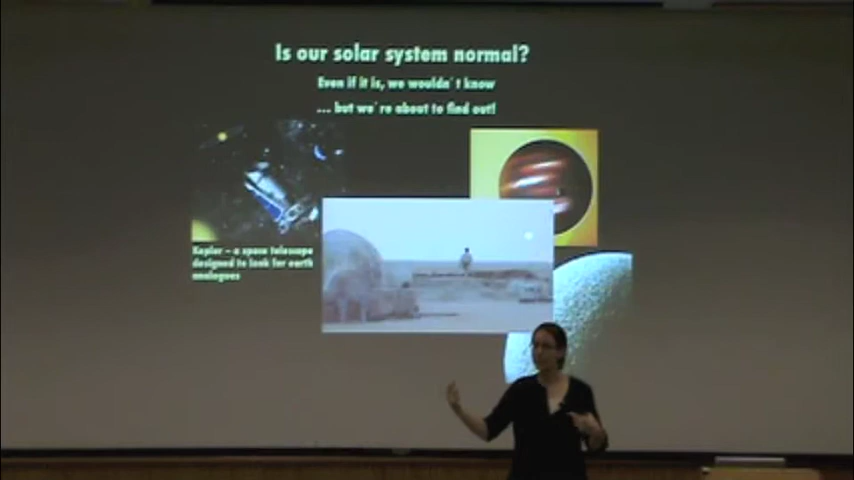 Is our solar system normal?
Even if it is, we wouldn't know
... but we're about to find out!
Kepler – a space telescope
designed to look for earth
analogues